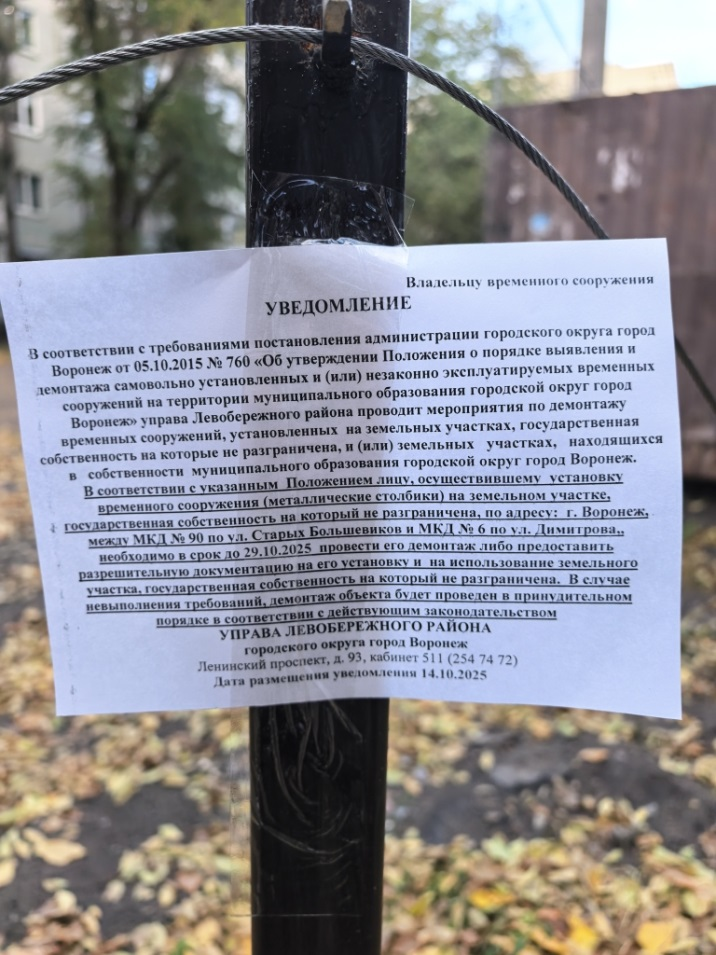 Владельцу временного сооружения
УВЕДОМЛЕНИЕ
В соответствии с требованиями постановления администрации городского округа город
Воронеж от 05.10.2015 № 760 «Об утверждении Положения о порядке выявления и
демонтажа самовольно установленных и (или) незаконно эксплуатируемых временных
сооружений на территории муниципального образования городской округ город
Воронеж» управа Левобережного района проводит мероприятия по демонтажу
временных сооружений, установленных на земельных участках, государственная
собственность на которые не разграничена, и (или) земельных участках, находящихся
в собственности муниципального образования городской округ город Воронеж.
В соответствии с указанным Положением лицу, осуществившему установку
временного сооружения (металлические столбики) на земельном участке,
государственная собственность на который не разграничена, по адресу: г. Воронеж,
между МКД № 90 по ул. Старых Большевиков и МКД № 6 по ул. Димитрова,,
необходимо в срок до 29.10.2025 провести его демонтаж либо предоставить
разрешительную документацию на его установку и на использование земельного
участка, государственная собственность на который не разграничена. В случае
невыполнения требований, демонтаж объекта будет проведен в принудительном
порядке в соответствии с действующим законодательством
УПРАВА ЛЕВОБЕРЕЖНОГО РАЙОНА
городского округа город Воронеж
Ленинский проспект, д. 93, кабинет 511 (254 74 72)
Дата размещения уведомления 14.10.2025